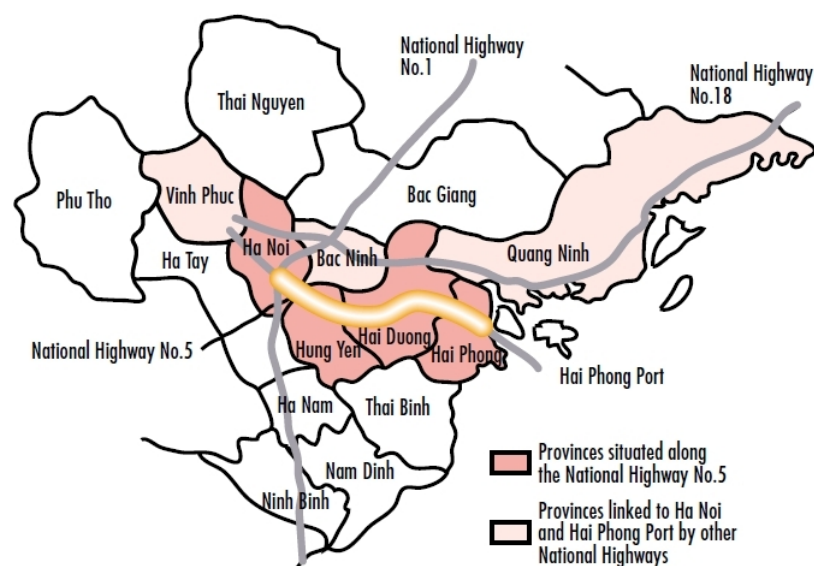 National Highway
No.1
National Highway
No.18
Thai Nguyen
Phu Tho
Vinh Phuc
Bac Giang
Ha Noi
Bac Ninh
Quang Ninh
Ha Tay
National Highway No.5
Hung Yen
Hai Duong
Hai Phong
Hai Phong Port
Ha Nam
Thai Binh
Nam Dinh
Ninh Binh
Provinces situated along
the National Highway No.5
Provinces linked to Ha Noi
and Hai Phong Port by other
National Highways